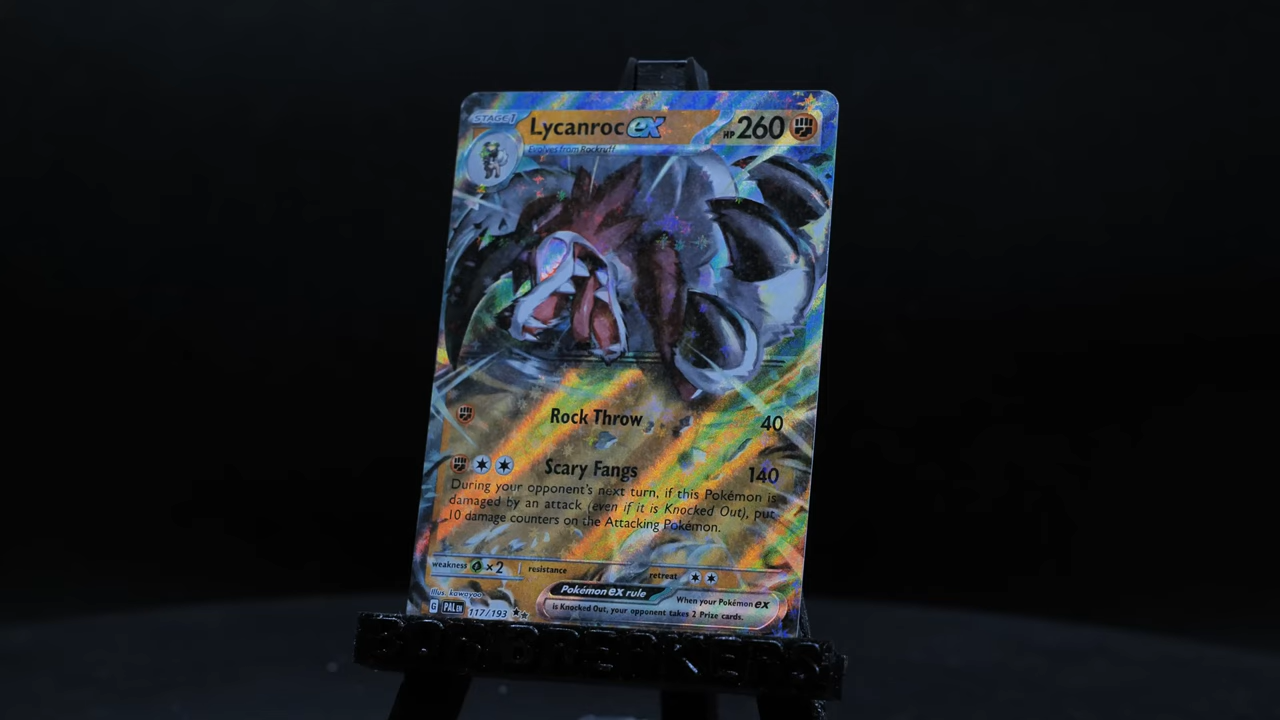 STAGE 1
Lycanroc ex
HP 260
Evolves from Rockruff
Rock Throw 40
Scary Fangs 140
During your opponent's next turn, if this Pokémon is
damaged by an attack (even if it is Knocked Out), put
10 damage counters on the Attacking Pokémon.
weakness ×2 resistance retreat
Illus. kawayoo
G PAL EN 117/193
Pokémon ex rule
When your Pokémon ex
is Knocked Out, your opponent takes 2 Prize cards.